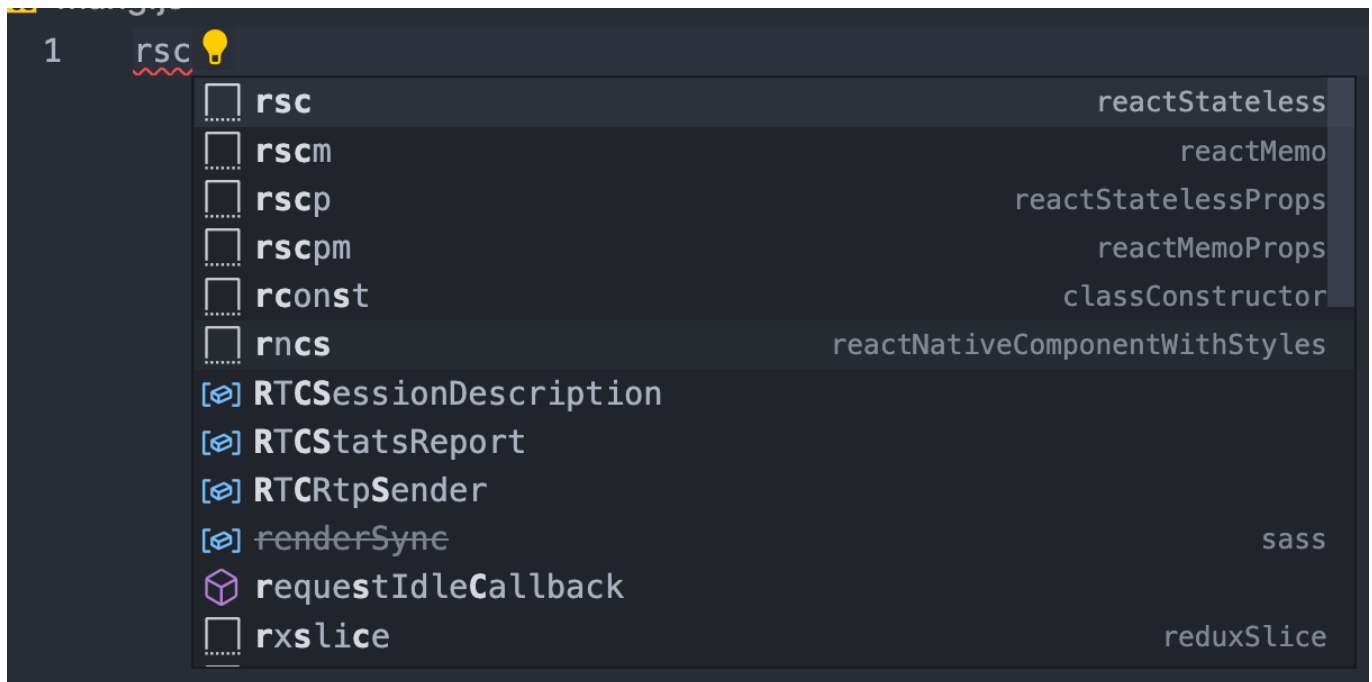 1 rsc
rsc reactStateless
rscm reactMemo
rscp reactStatelessProps
rscpm reactMemoProps
rconst classConstructor
rncs reactNativeComponentWithStyles
RTCSessionDescription
RTCStatsReport
RTCRtpSender
renderSync sass
requestIdleCallback
rxslice reduxSlice